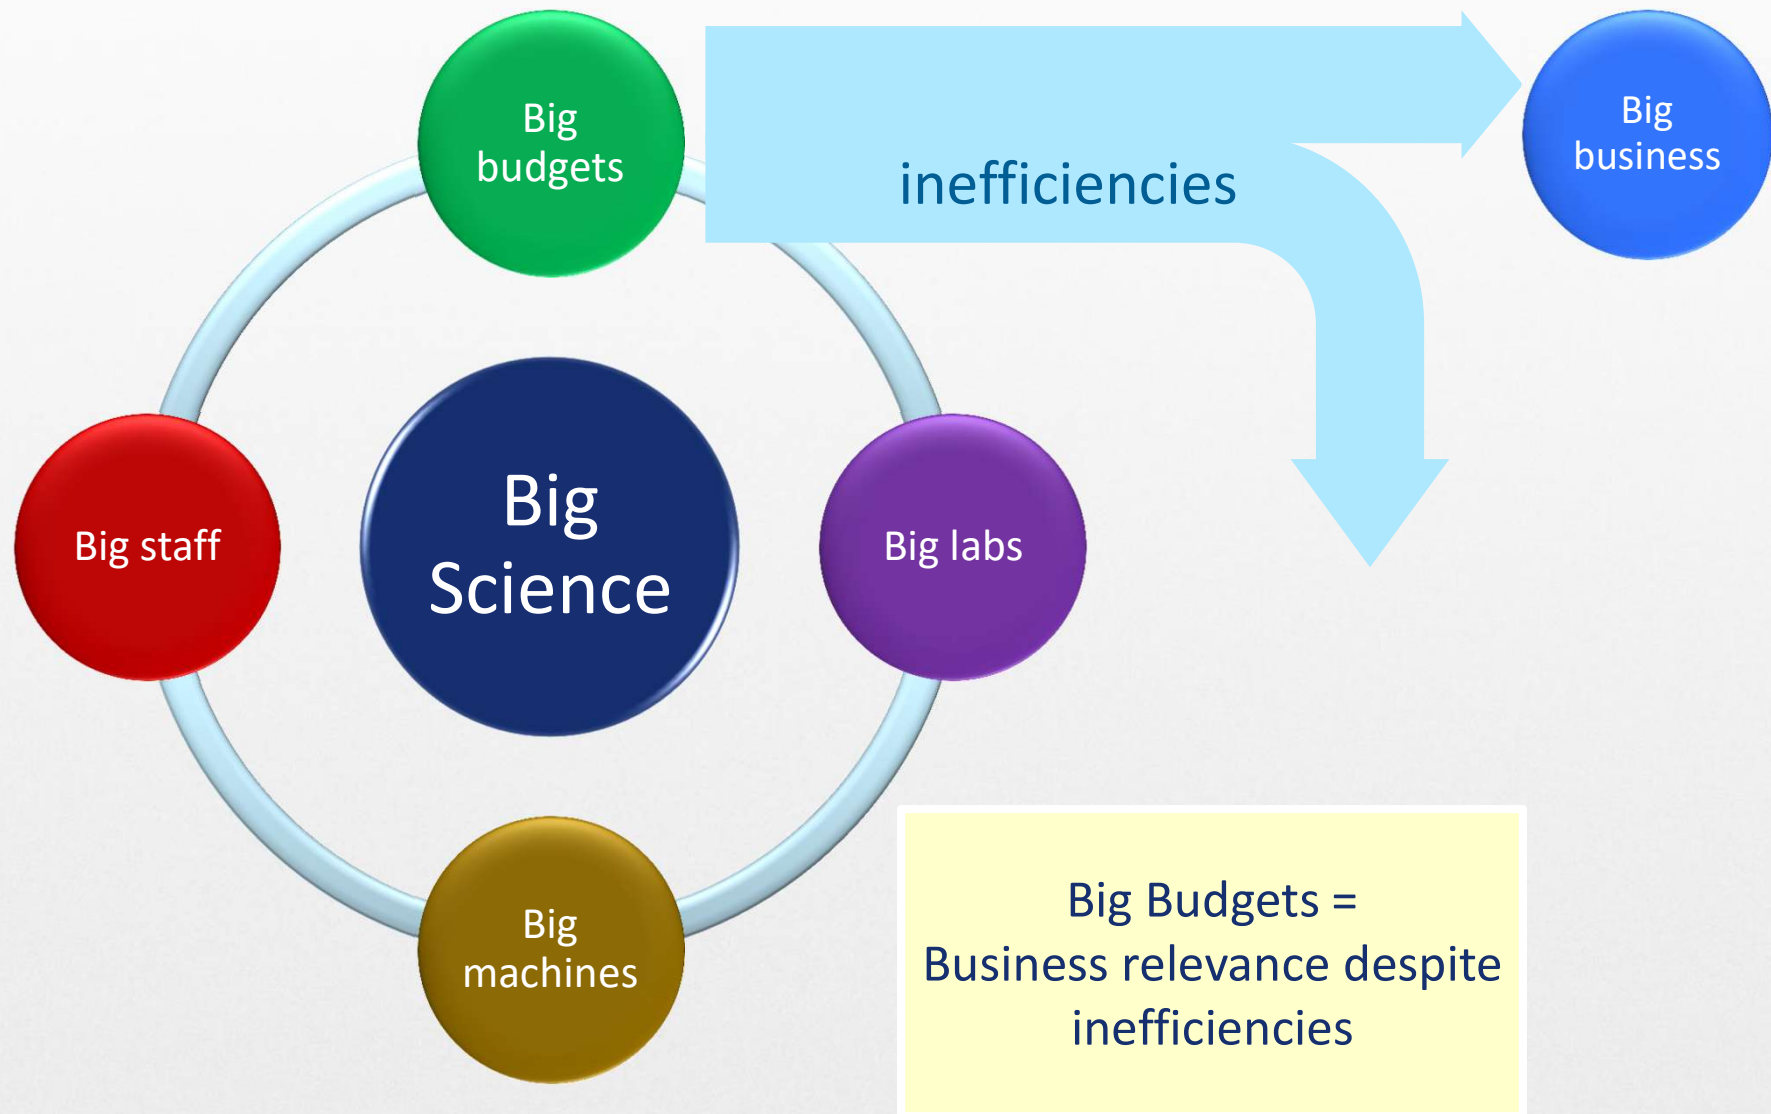 Big
budgets
inefficiencies
Big
business
Big staff
Big
Science
Big labs
Big
machines
Big Budgets =
Business relevance despite
inefficiencies